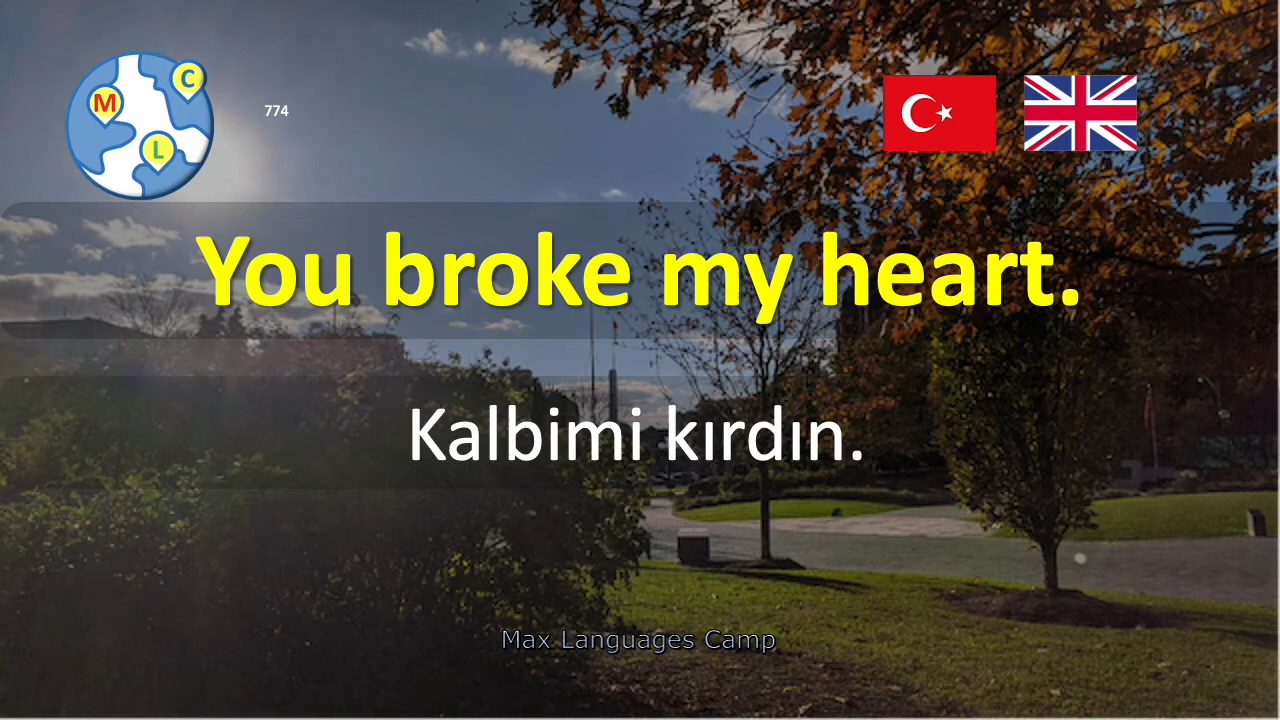 C
M
L
774
You broke my heart.
Kalbimi kırdın.
Max Languages Camp